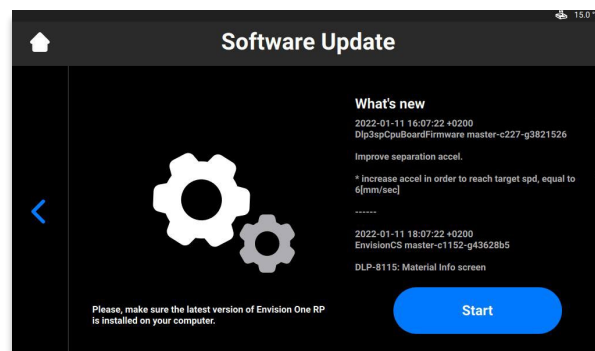 15.0°
Software Update
What's new
2022-01-11 16:07:22 +0200
Dlp3spCpuBoardFirmware master-c227-g3821526
Improve separation accel.
* increase accel in order to reach target spd, equal to
6[mm/sec]
------
2022-01-11 18:07:22 +0200
EnvisionCS master-c1152-g43628b5
DLP-8115: Material Info screen
Please, make sure the latest version of Envision One RP
is installed on your computer.
Start